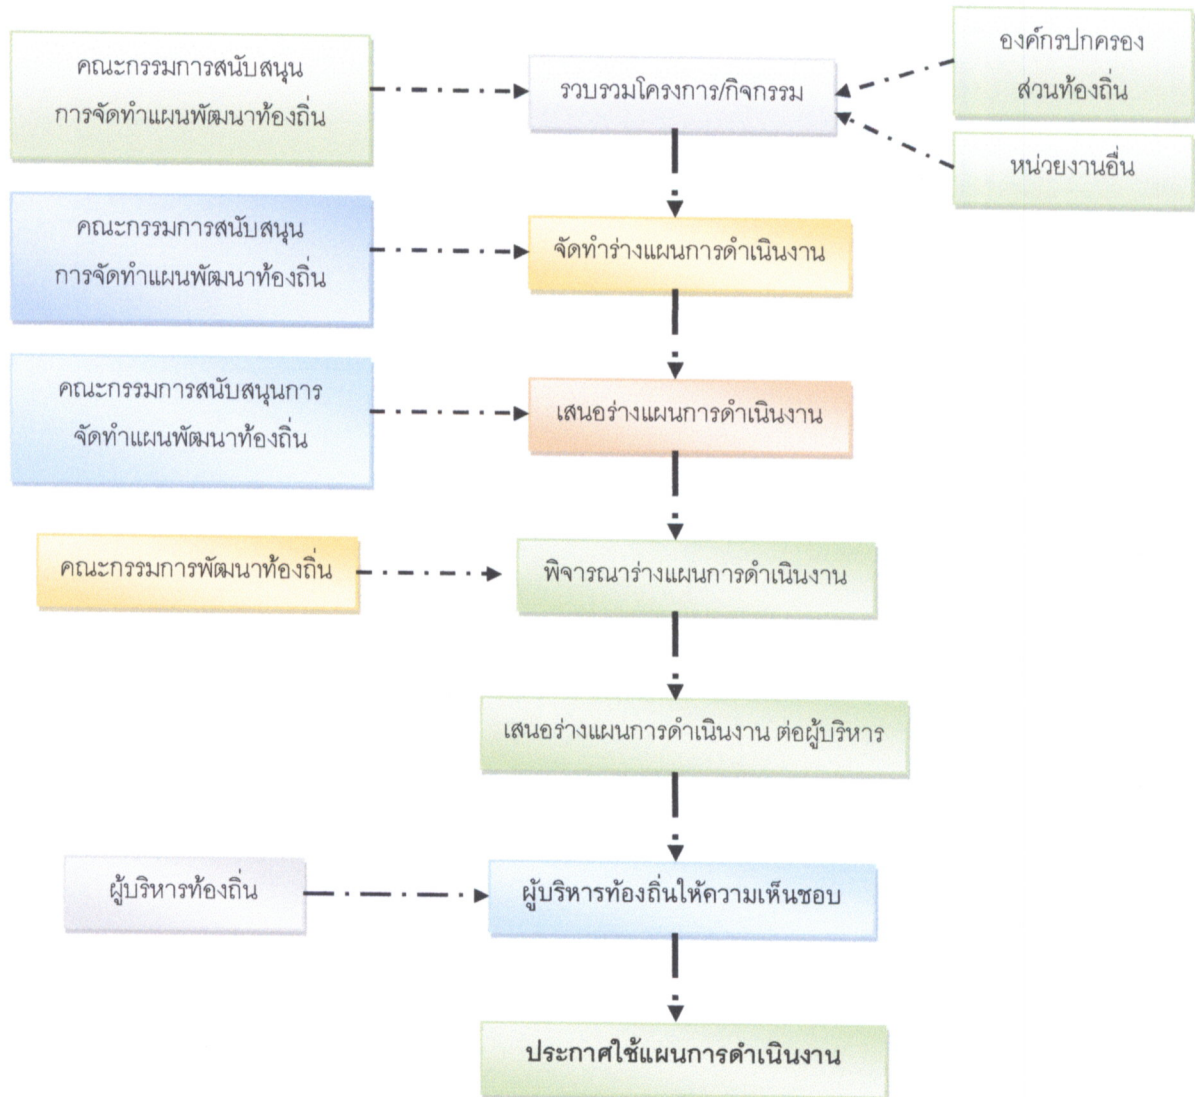 คณะกรรมการสนับสนุน
การจัดทำแผนพัฒนาท้องถิ่น
รวบรวมโครงการ/กิจกรรม
องค์กรปกครอง
ส่วนท้องถิ่น
หน่วยงานอื่น
คณะกรรมการสนับสนุน
การจัดทำแผนพัฒนาท้องถิ่น
จัดทำร่างแผนการดำเนินงาน
คณะกรรมการสนับสนุนการ
จัดทำแผนพัฒนาท้องถิ่น
เสนอร่างแผนการดำเนินงาน
คณะกรรมการพัฒนาท้องถิ่น
พิจารณาร่างแผนการดำเนินงาน
เสนอร่างแผนการดำเนินงาน ต่อผู้บริหาร
ผู้บริหารท้องถิ่น
ผู้บริหารท้องถิ่นให้ความเห็นชอบ
ประกาศใช้แผนการดำเนินงาน